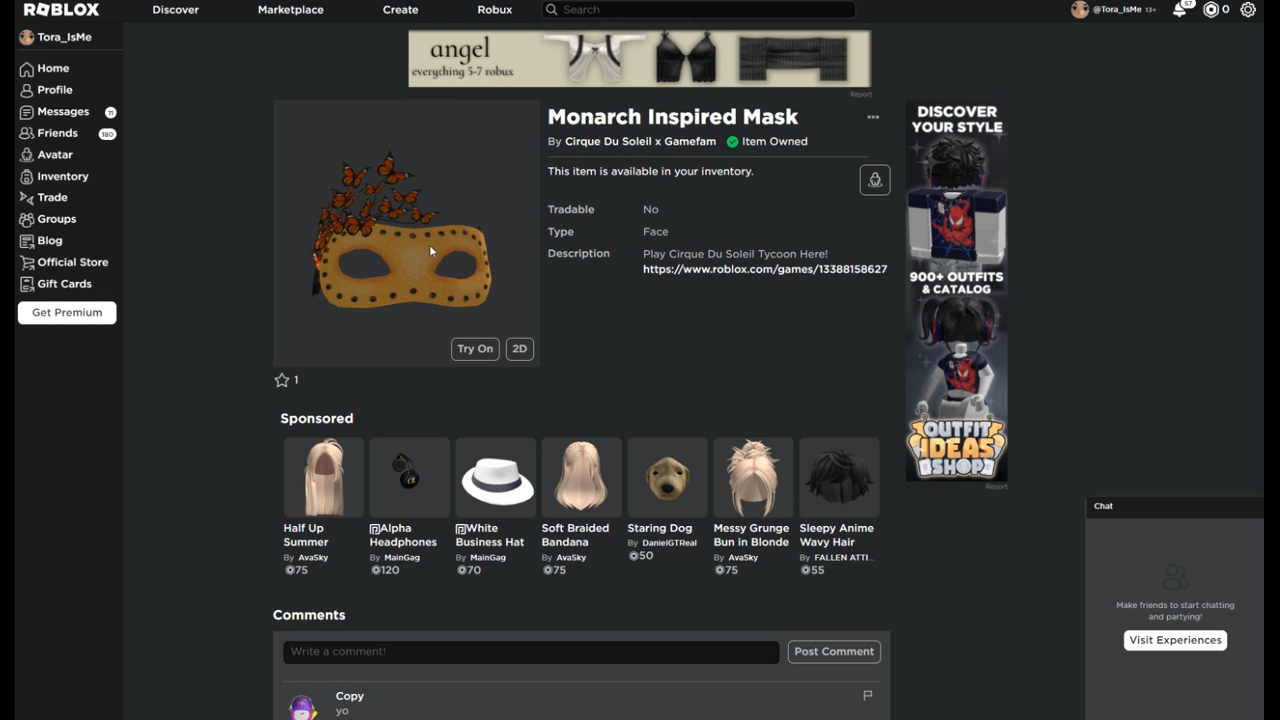 ROBLOX
Discover
Marketplace
Create
Robux
Search
@Tora_IsMe 13+
57
0
Tora_IsMe
Home
Profile
Messages 11
Friends 180
Avatar
Inventory
Trade
Groups
Blog
Official Store
Gift Cards
Get Premium
angel
everything 5-7 robux
Report
Monarch Inspired Mask
By Cirque Du Soleil x Gamefam Item Owned
This item is available in your inventory.
Tradable No
Type Face
Description Play Cirque Du Soleil Tycoon Here!
https://www.roblox.com/games/13388158627
Try On
2D
1
DISCOVER
YOUR STYLE
900+ OUTFITS
& CATALOG
OUTFIT
IDEAS
SHOP
Report
Sponsored
Half Up
Summer
By AvaSky
75
Alpha
Headphones
By MainGag
120
White
Business Hat
By MainGag
70
Soft Braided
Bandana
By AvaSky
75
Staring Dog
By DanielGTReal
50
Messy Grunge
Bun in Blonde
By AvaSky
75
Sleepy Anime
Wavy Hair
By FALLEN ATTI...
55
Comments
Write a comment!
Post Comment
Copy
yo
Chat
Make friends to start chatting
and partying!
Visit Experiences